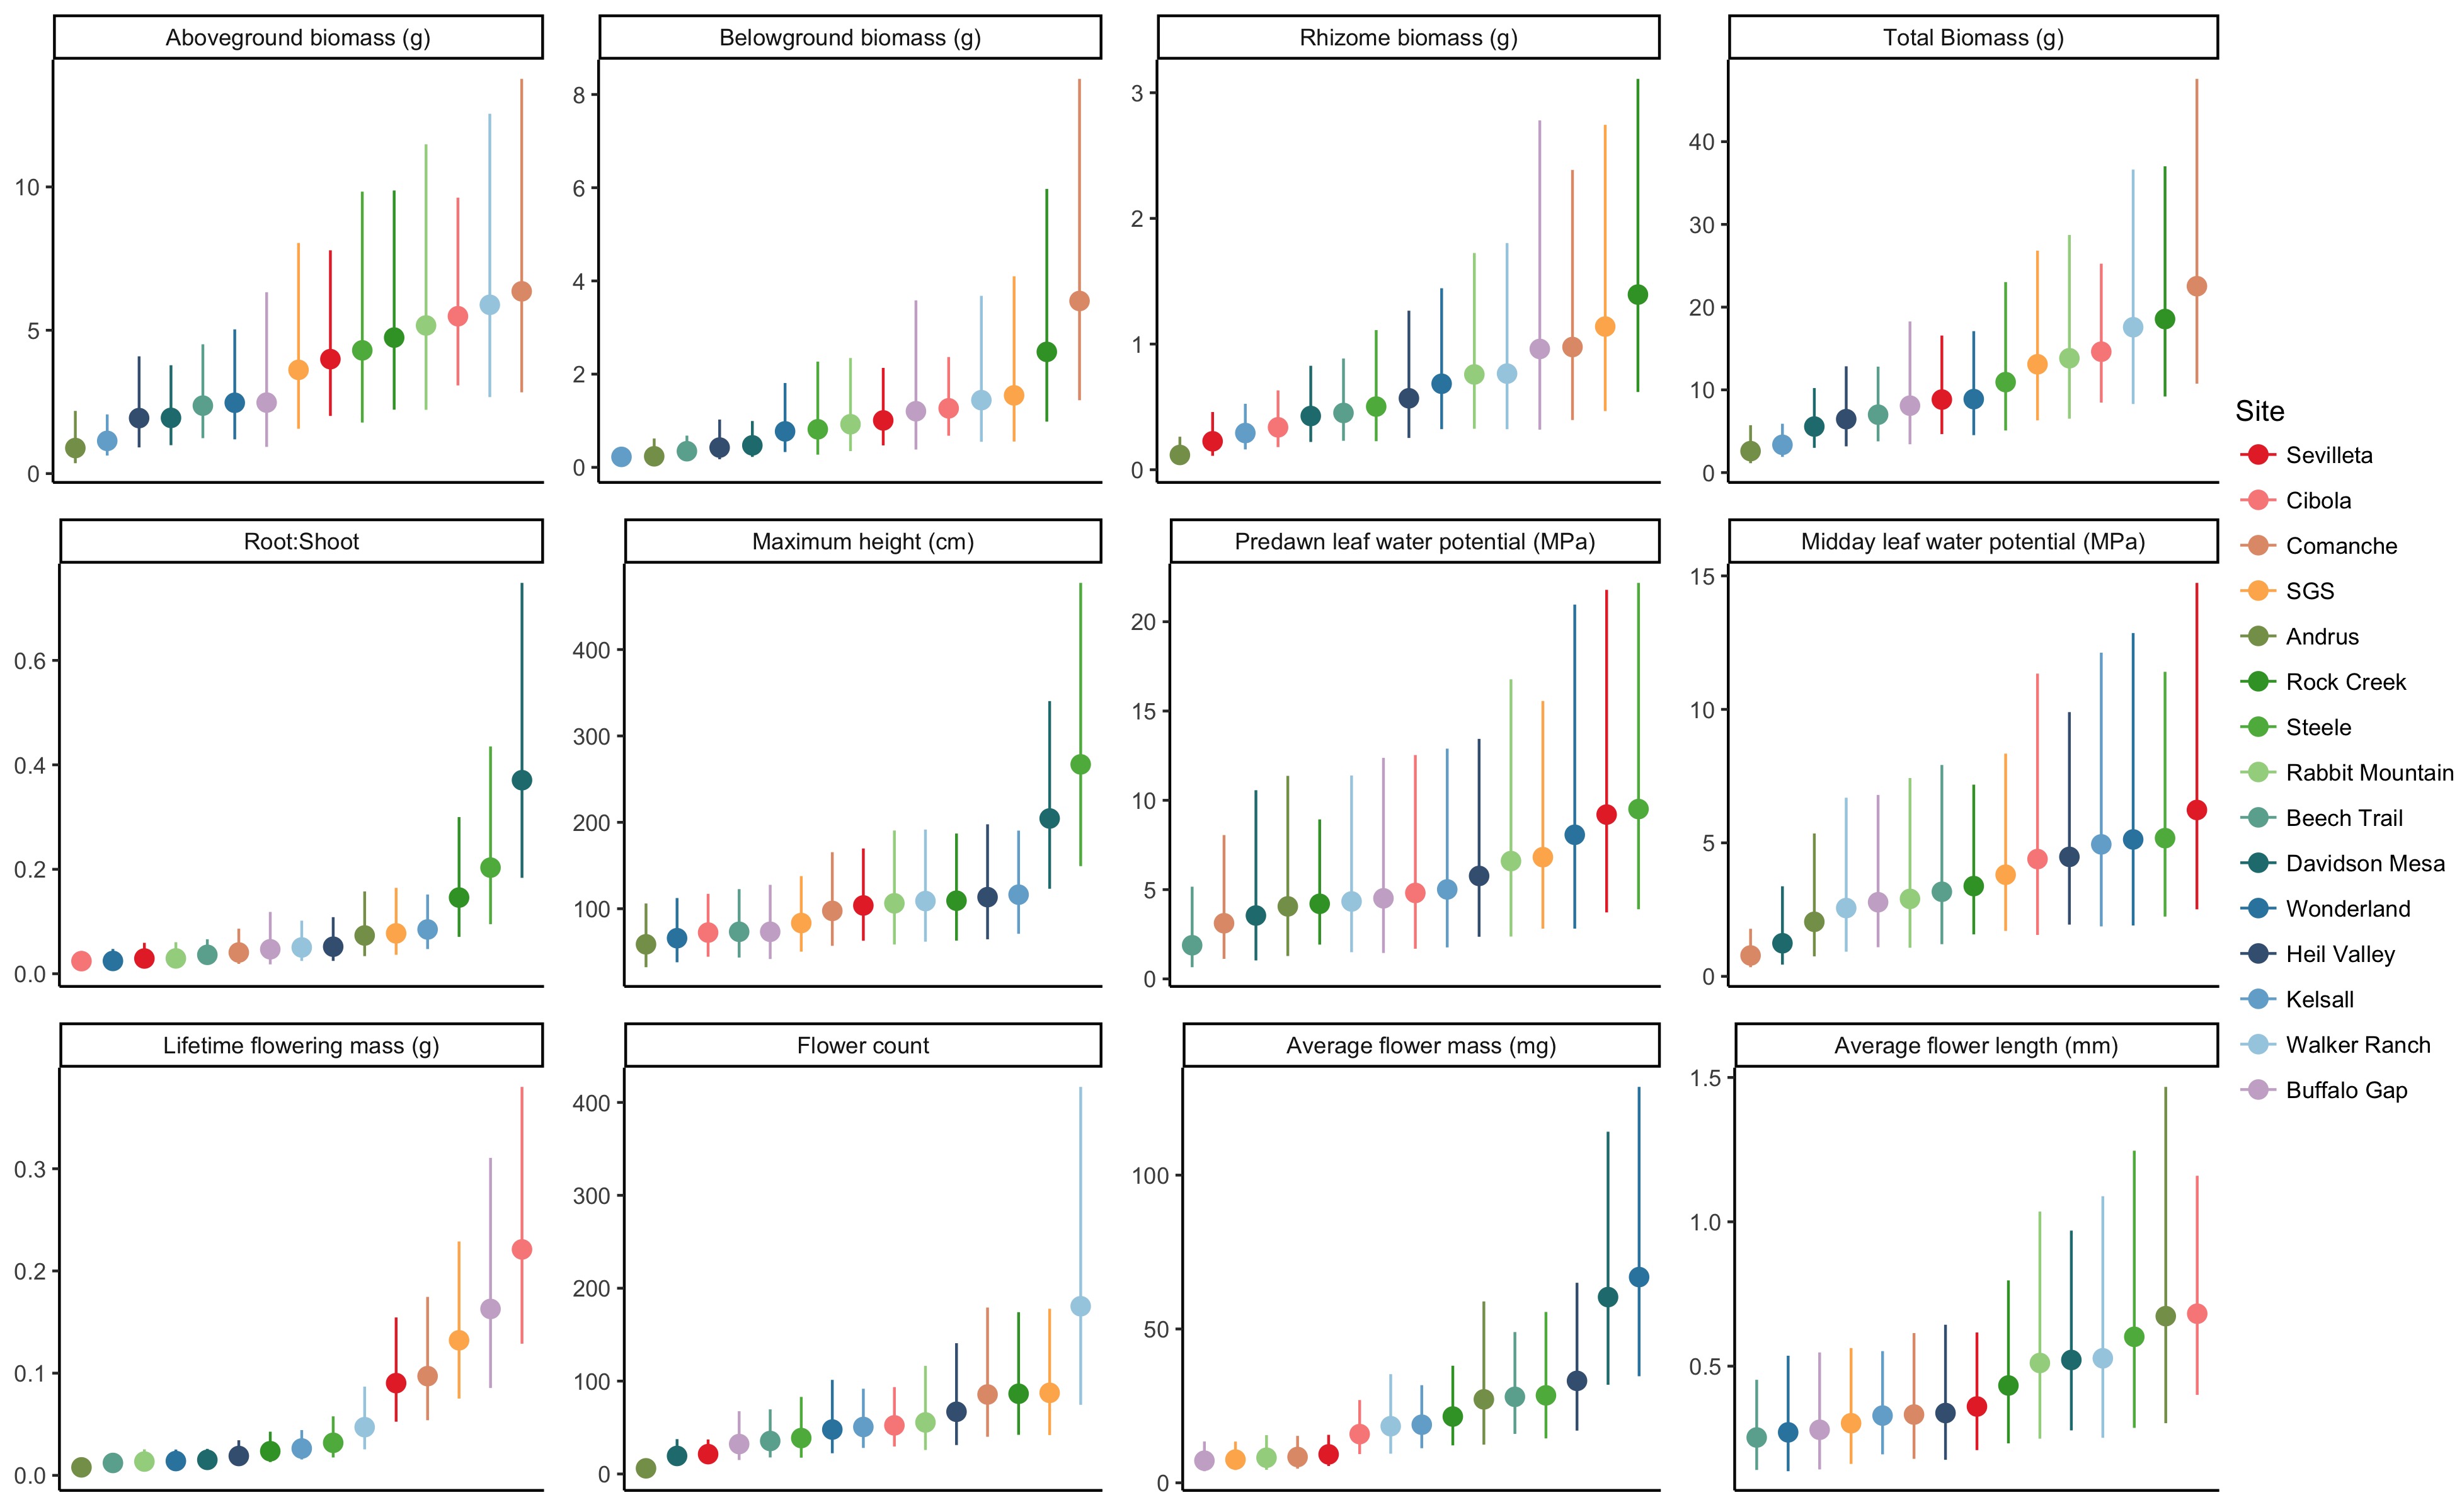 Aboveground biomass (g)
Belowground biomass (g)
Rhizome biomass (g)
Total Biomass (g)
10
5
0
8
6
4
2
0
3
2
1
0
40
30
20
10
0
Root:Shoot
Maximum height (cm)
Predawn leaf water potential (MPa)
Midday leaf water potential (MPa)
0.6
0.4
0.2
0.0
400
300
200
100
20
15
10
5
0
15
10
5
0
Lifetime flowering mass (g)
Flower count
Average flower mass (mg)
Average flower length (mm)
0.3
0.2
0.1
0.0
400
300
200
100
0
100
50
0
1.5
1.0
0.5
Site
Sevilleta
Cibola
Comanche
SGS
Andrus
Rock Creek
Steele
Rabbit Mountain
Beech Trail
Davidson Mesa
Wonderland
Heil Valley
Kelsall
Walker Ranch
Buffalo Gap